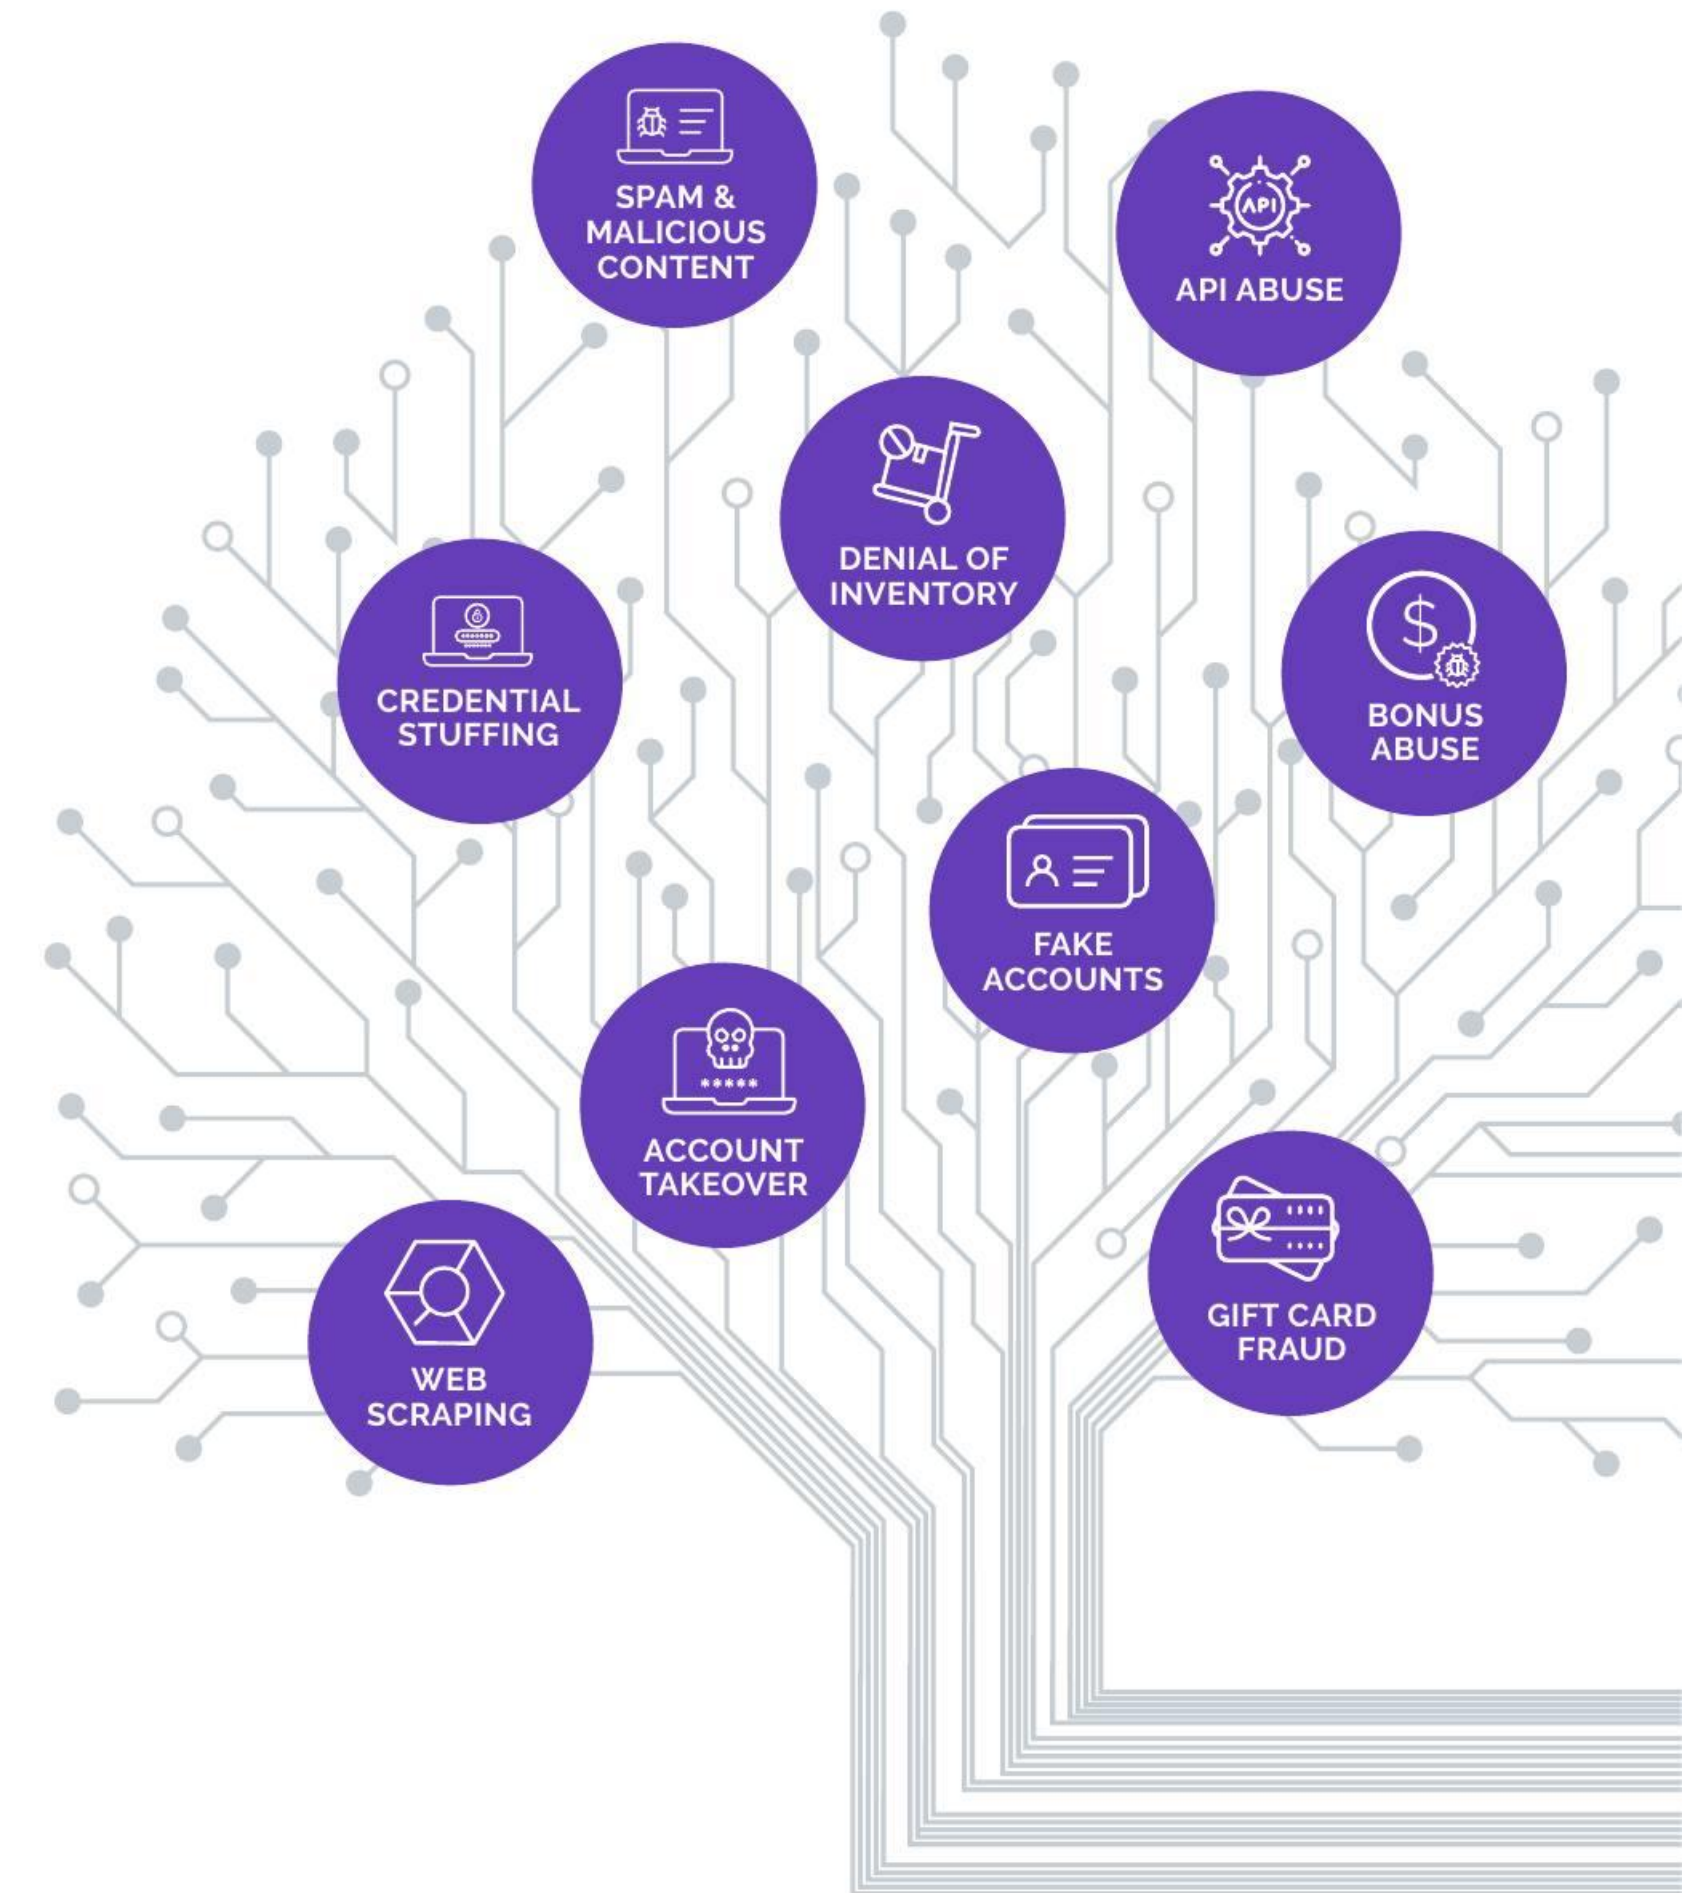 SPAM &
MALICIOUS
CONTENT
API
API ABUSE
DENIAL OF
INVENTORY
CREDENTIAL
STUFFING
$
BONUS
ABUSE
FAKE
ACCOUNTS
*****
ACCOUNT
TAKEOVER
GIFT CARD
FRAUD
WEB
SCRAPING